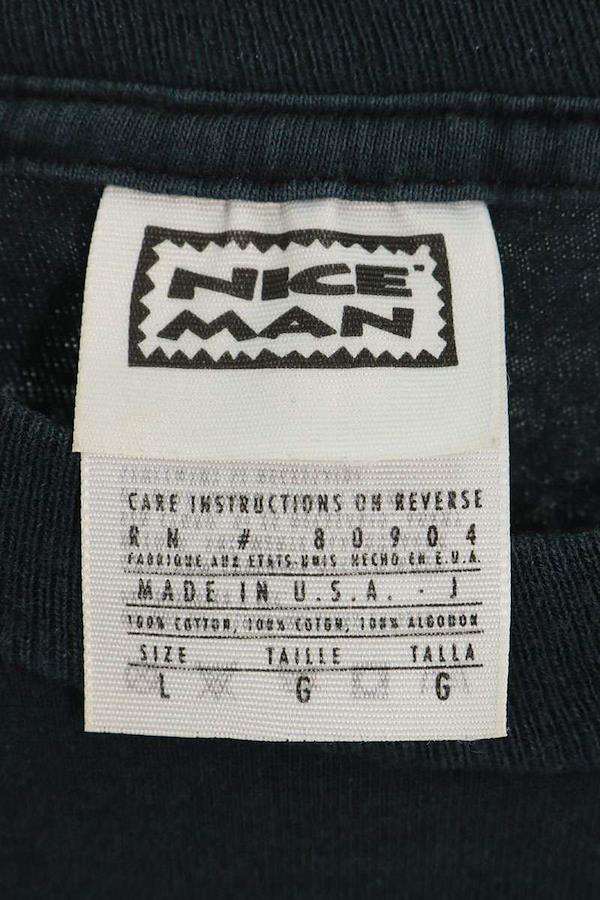 NICE
MAN
CARE INSTRUCTIONS ON REVERSE
RN # 80904
FABRIQUE AUX ETATS-UNIS HECHO EN E.U.A.
MADE IN U.S.A. - J
100% COTTON, 100% COTON, 100% ALGODON
SIZE TAILLE TALLA
L G G